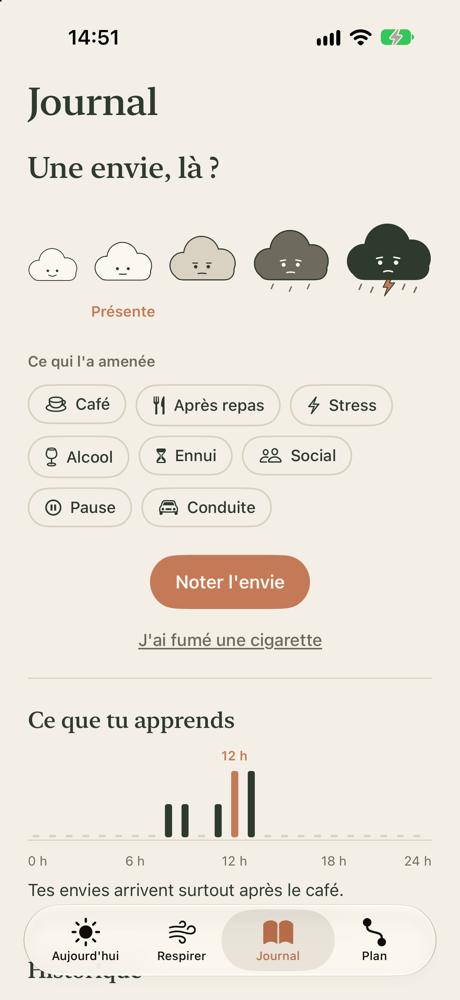 14:51
Journal
Une envie, là ?
Présente
Ce qui l'a amenée
Café
Après repas
Stress
Alcool
Ennui
Social
Pause
Conduite
Noter l'envie
J'ai fumé une cigarette
Ce que tu apprends
12 h
0 h 6 h 12 h 18 h 24 h
Tes envies arrivent surtout après le café.
Historique
Aujourd'hui Respirer Journal Plan